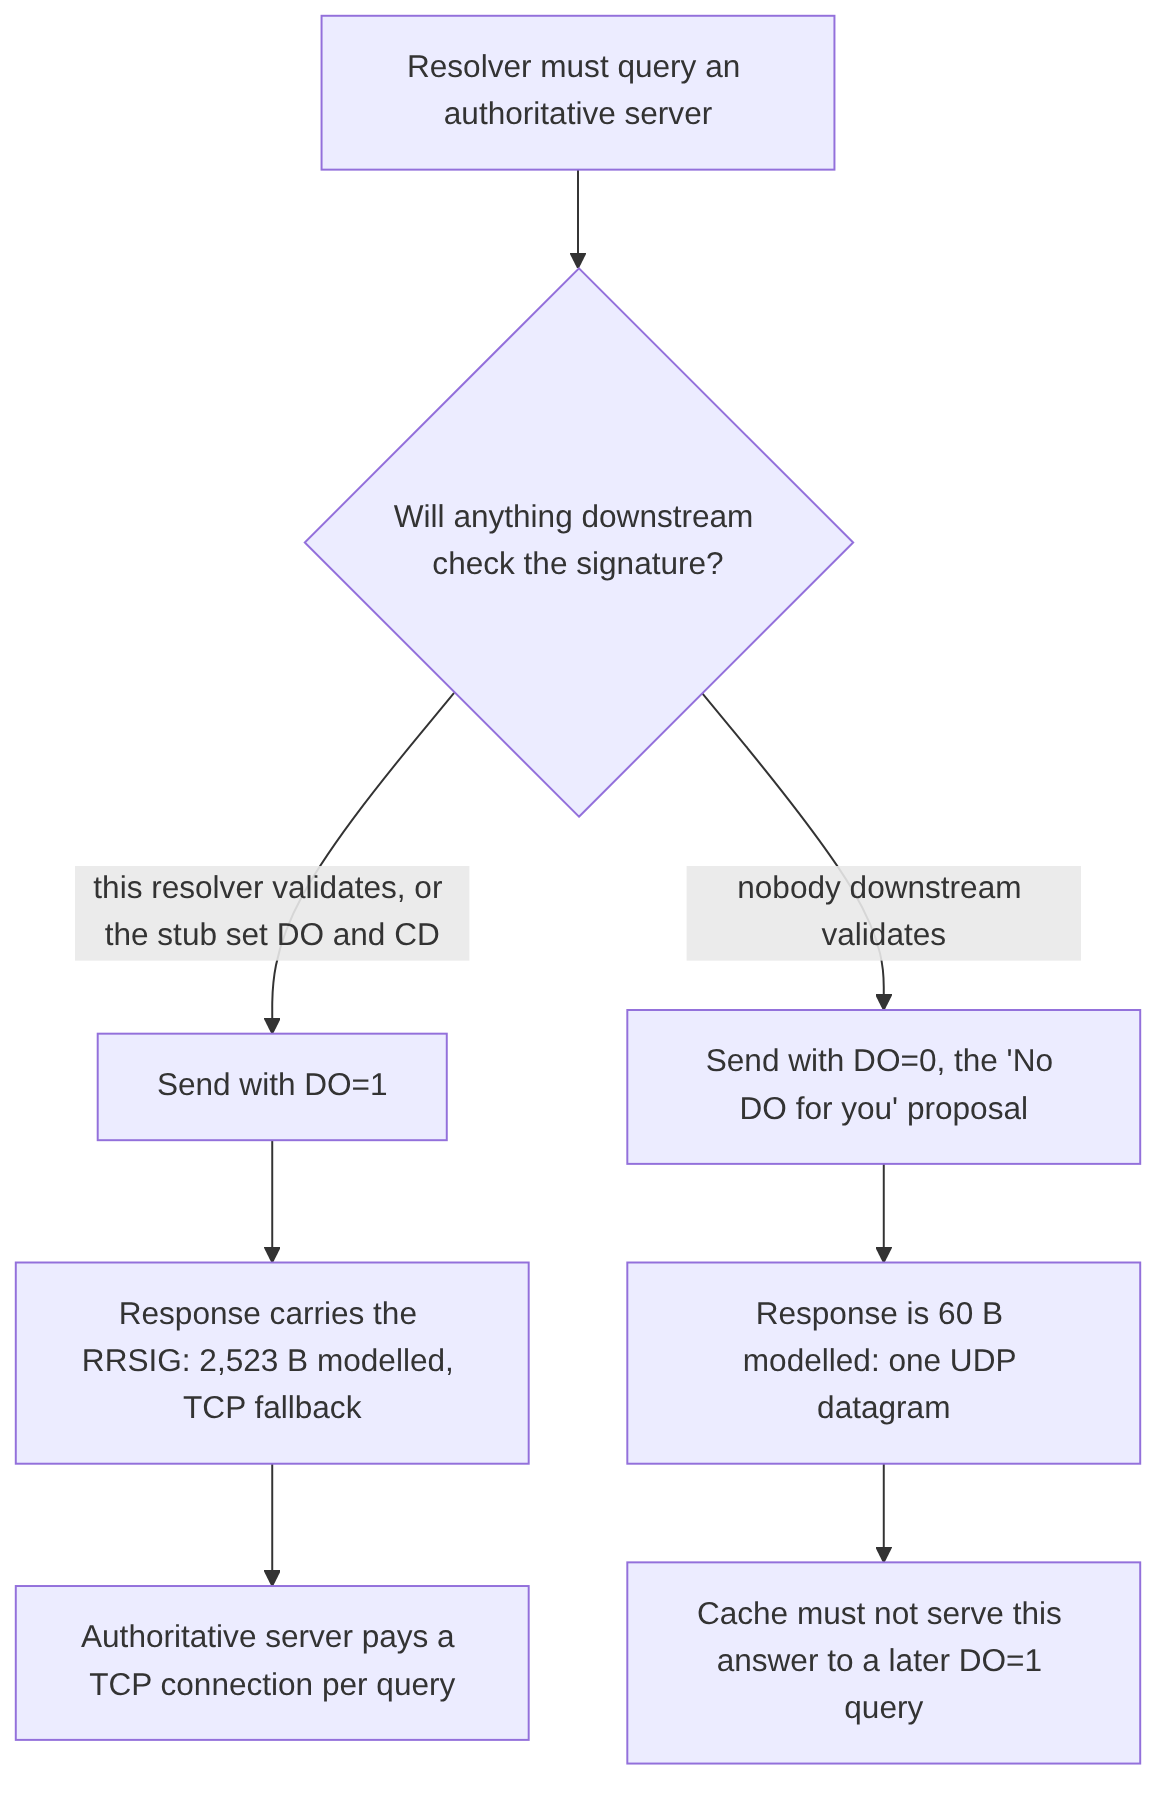 Resolver must query an
authoritative server
Will anything downstream
check the signature?
this resolver validates, or
the stub set DO and CD
nobody downstream
validates
Send with DO=1
Send with DO=0, the 'No
DO for you' proposal
Response carries the
RRSIG: 2,523 B modelled,
TCP fallback
Response is 60 B
modelled: one UDP
datagram
Authoritative server pays a
TCP connection per query
Cache must not serve this
answer to a later DO=1
query